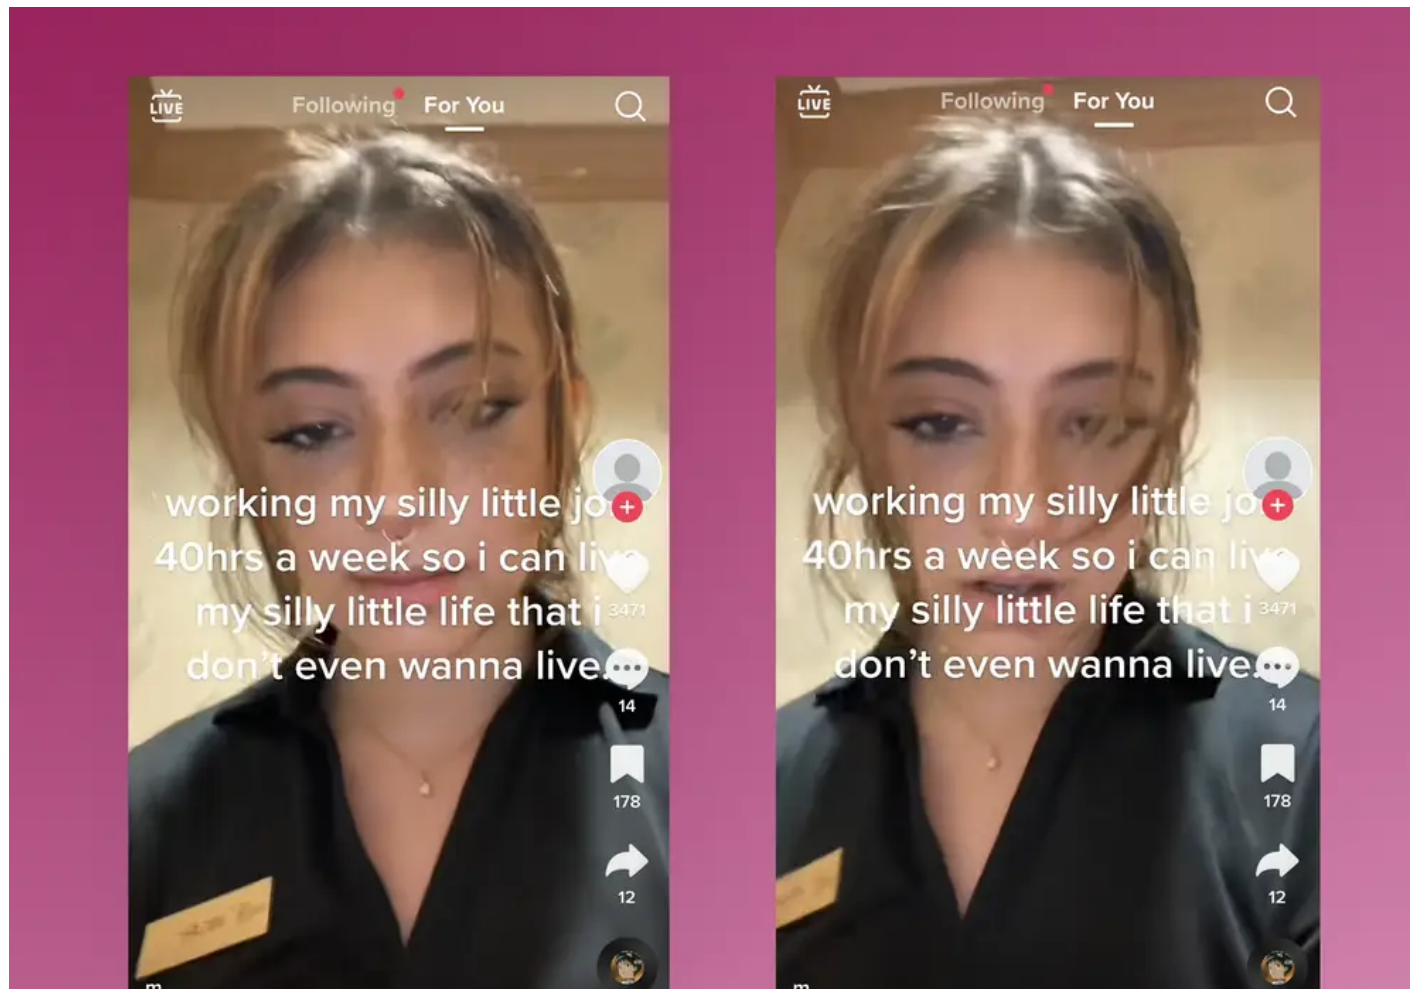 LIVE
Following
For You
working my silly little jo
40hrs a week so i can live
my silly little life that i
don't even wanna live.
3471
14
178
12
m
LIVE
Following
For You
working my silly little jo
40hrs a week so i can live
my silly little life that i
don't even wanna live.
3471
14
178
12
m